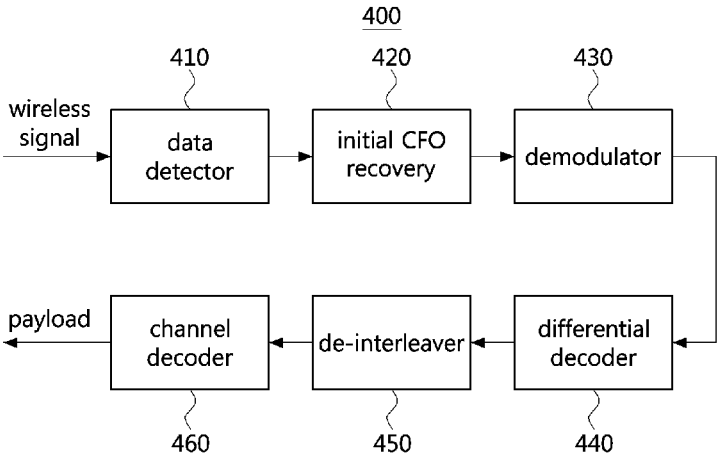 400
410
420
430
wireless
signal
data
detector
initial CFO
recovery
demodulator
payload
channel
decoder
de-interleaver
differential
decoder
460
450
440